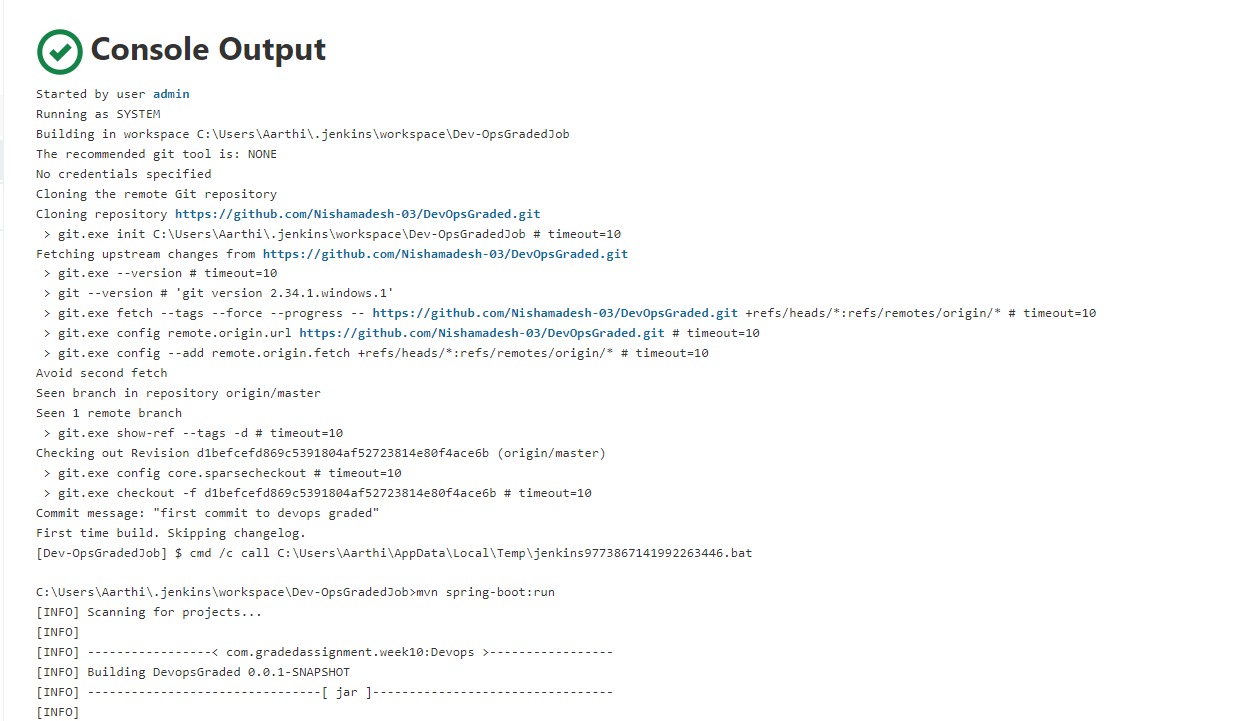 Console Output
Started by user admin
Running as SYSTEM
Building in workspace C:\Users\Aarthi\.jenkins\workspace\Dev-OpsGradedJob
The recommended git tool is: NONE
No credentials specified
Cloning the remote Git repository
Cloning repository https://github.com/Nishamadesh-03/DevOpsGraded.git
 > git.exe init C:\Users\Aarthi\.jenkins\workspace\Dev-OpsGradedJob # timeout=10
Fetching upstream changes from https://github.com/Nishamadesh-03/DevOpsGraded.git
 > git.exe --version # timeout=10
 > git --version # 'git version 2.34.1.windows.1'
 > git.exe fetch --tags --force --progress -- https://github.com/Nishamadesh-03/DevOpsGraded.git +refs/heads/*:refs/remotes/origin/* # timeout=10
 > git.exe config remote.origin.url https://github.com/Nishamadesh-03/DevOpsGraded.git # timeout=10
 > git.exe config --add remote.origin.fetch +refs/heads/*:refs/remotes/origin/* # timeout=10
Avoid second fetch
Seen branch in repository origin/master
Seen 1 remote branch
 > git.exe show-ref --tags -d # timeout=10
Checking out Revision d1befcefd869c5391804af52723814e80f4ace6b (origin/master)
 > git.exe config core.sparsecheckout # timeout=10
 > git.exe checkout -f d1befcefd869c5391804af52723814e80f4ace6b # timeout=10
Commit message: "first commit to devops graded"
First time build. Skipping changelog.
[Dev-OpsGradedJob] $ cmd /c call C:\Users\Aarthi\AppData\Local\Temp\jenkins9773867141992263446.bat
C:\Users\Aarthi\.jenkins\workspace\Dev-OpsGradedJob>mvn spring-boot:run
[INFO] Scanning for projects...
[INFO]
[INFO] -----------------< com.gradedassignment.week10:Devops >-----------------
[INFO] Building DevopsGraded 0.0.1-SNAPSHOT
[INFO] --------------------------------[ jar ]---------------------------------
[INFO]